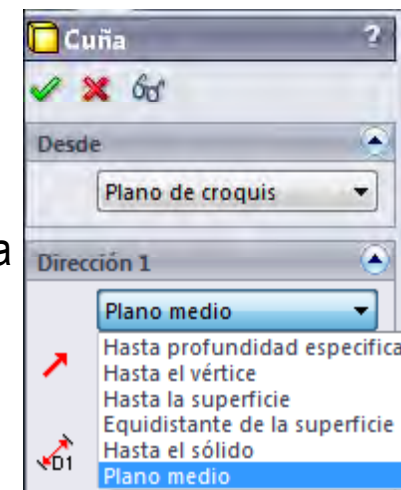 Cuña ?
Desde
Plano de croquis
a
Dirección 1
Plano medio
Hasta profundidad especifica
Hasta el vértice
Hasta la superficie
Equidistante de la superficie
Hasta el sólido
D1
Plano medio